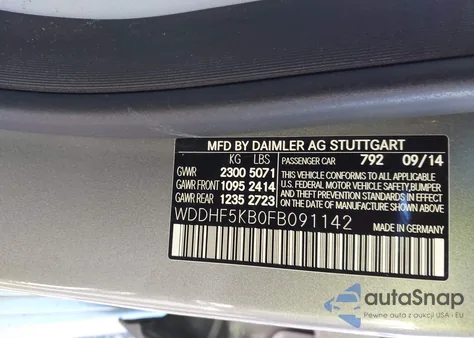 MFD BY DAIMLER AG STUTTGART
KG LBS PASSENGER CAR 792 09/14
GVWR 2300 5071
GAWR FRONT 1095 2414
GAWR REAR 1235 2723
THIS VEHICLE CONFORMS TO ALL APPLICABLE
U.S. FEDERAL MOTOR VEHICLE SAFETY, BUMPER
AND THEFT PREVENTION STANDARDS IN EFFECT
ON THE DATE OF MANUFACTURE SHOWN ABOVE.
WDDHF5KB0FB091142 MADE IN GERMANY
autoSnap
Pewne auta z aukcji USA - EU